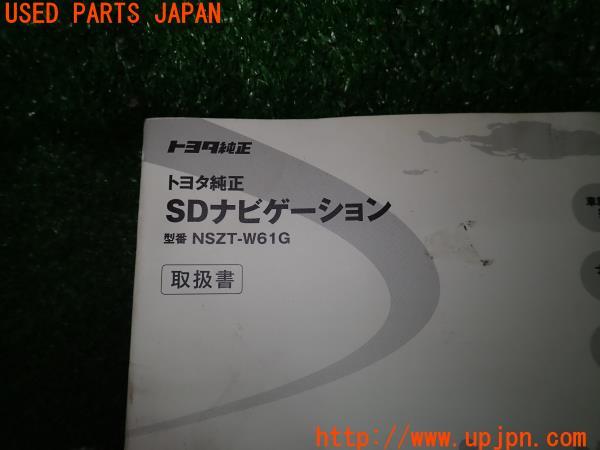 USED PARTS JAPAN
トヨタ純正
トヨタ純正
SDナビゲーション
型番 NSZT-W61G
取扱書
http://www.upjpn.com